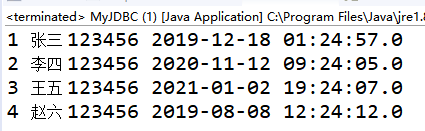 <terminated> MyJDBC (1) [Java Application] C:\Program Files\Java\jre1.8
1 张三 123456 2019-12-18 01:24:57.0
2 李四 123456 2020-11-12 09:24:05.0
3 王五 123456 2021-01-02 19:24:07.0
4 赵六 123456 2019-08-08 12:24:12.0